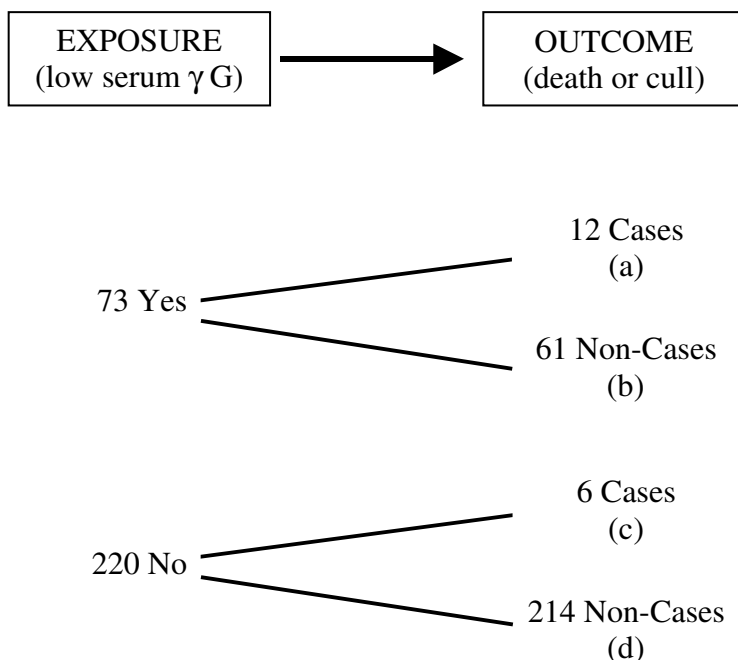 EXPOSURE
(low serum γ G)
OUTCOME
(death or cull)
73 Yes
12 Cases
(a)
61 Non-Cases
(b)
220 No
6 Cases
(c)
214 Non-Cases
(d)